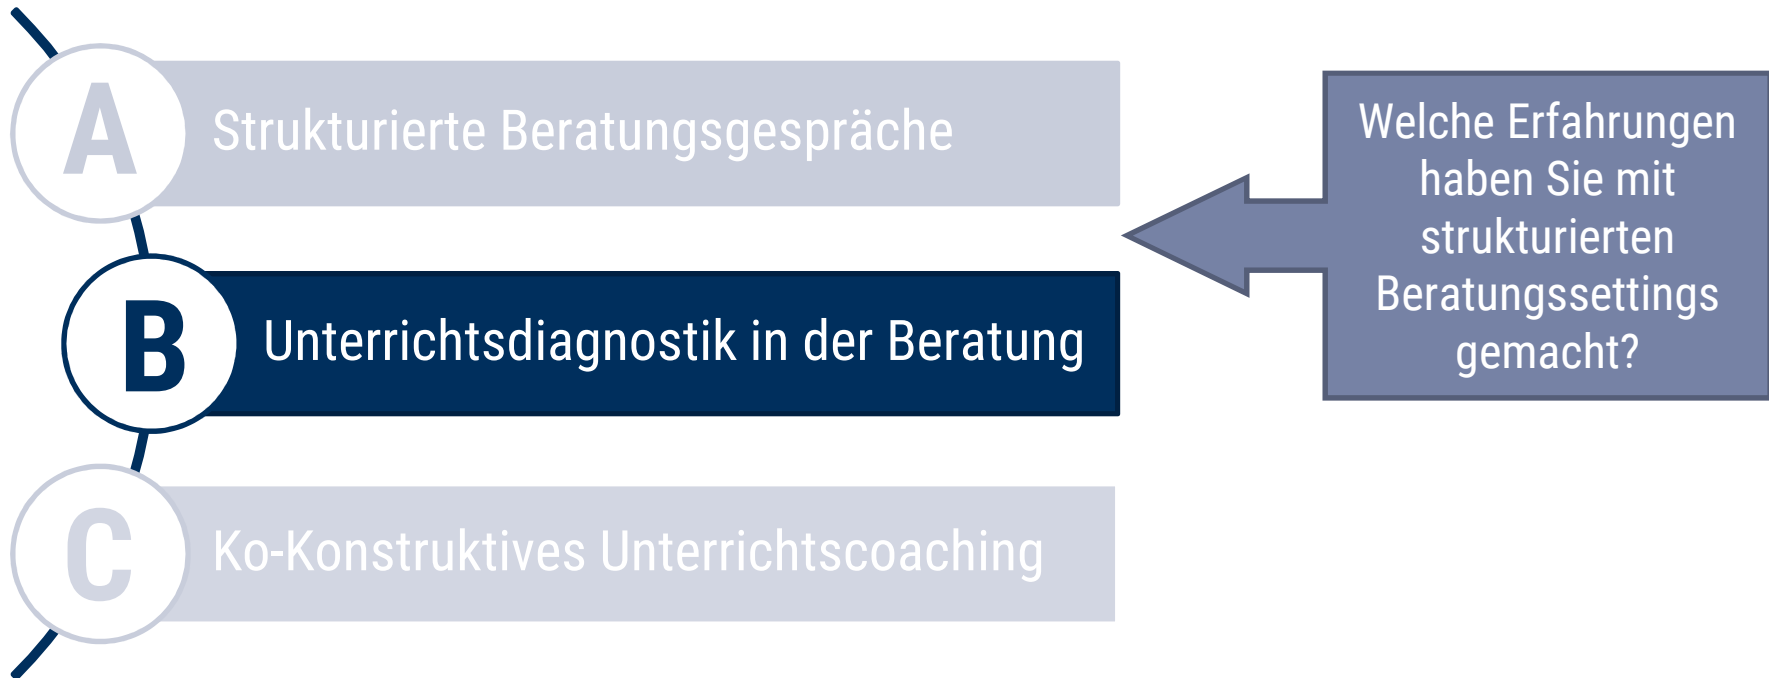 A
Strukturierte Beratungsgespräche
B
Unterrichtsdiagnostik in der Beratung
C
Ko-Konstruktives Unterrichtscoaching
Welche Erfahrungen
haben Sie mit
strukturierten
Beratungssettings
gemacht?